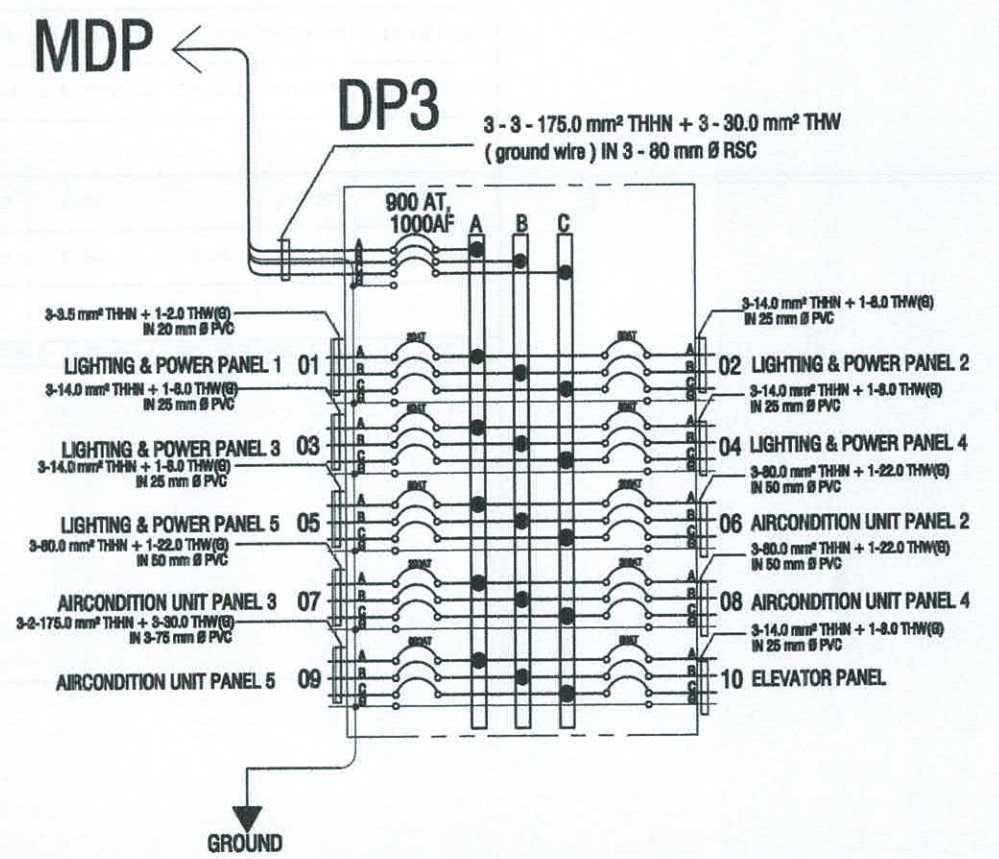 MDP
DP3
3 - 3 - 175.0 mm² THHN + 3 - 30.0 mm² THW
( ground wire ) IN 3 - 80 mm Ø RSC
900 AT,
1000AF
A B C
3-3.5 mm² THHN + 1-2.0 THW(G)
IN 20 mm Ø PVC
LIGHTING & POWER PANEL 1 01
3-14.0 mm² THHN + 1-8.0 THW(G)
IN 25 mm Ø PVC
02 LIGHTING & POWER PANEL 2
3-14.0 mm² THHN + 1-8.0 THW(G)
IN 25 mm Ø PVC
LIGHTING & POWER PANEL 3 03
3-14.0 mm² THHN + 1-8.0 THW(G)
IN 25 mm Ø PVC
04 LIGHTING & POWER PANEL 4
3-14.0 mm² THHN + 1-8.0 THW(G)
IN 25 mm Ø PVC
LIGHTING & POWER PANEL 5 05
3-80.0 mm² THHN + 1-22.0 THW(G)
IN 50 mm Ø PVC
06 AIRCONDITION UNIT PANEL 2
3-60.0 mm² THHN + 1-22.0 THW(G)
IN 50 mm Ø PVC
AIRCONDITION UNIT PANEL 3 07
3-80.0 mm² THHN + 1-22.0 THW(G)
IN 50 mm Ø PVC
08 AIRCONDITION UNIT PANEL 4
3-2-175.0 mm² THHN + 3-30.0 THW(G)
IN 3-75 mm Ø PVC
AIIRCONDITION UNIT PANEL 5 09
3-14.0 mm² THHN + 1-8.0 THW(G)
IN 25 mm Ø PVC
10 ELEVATOR PANEL
GROUND